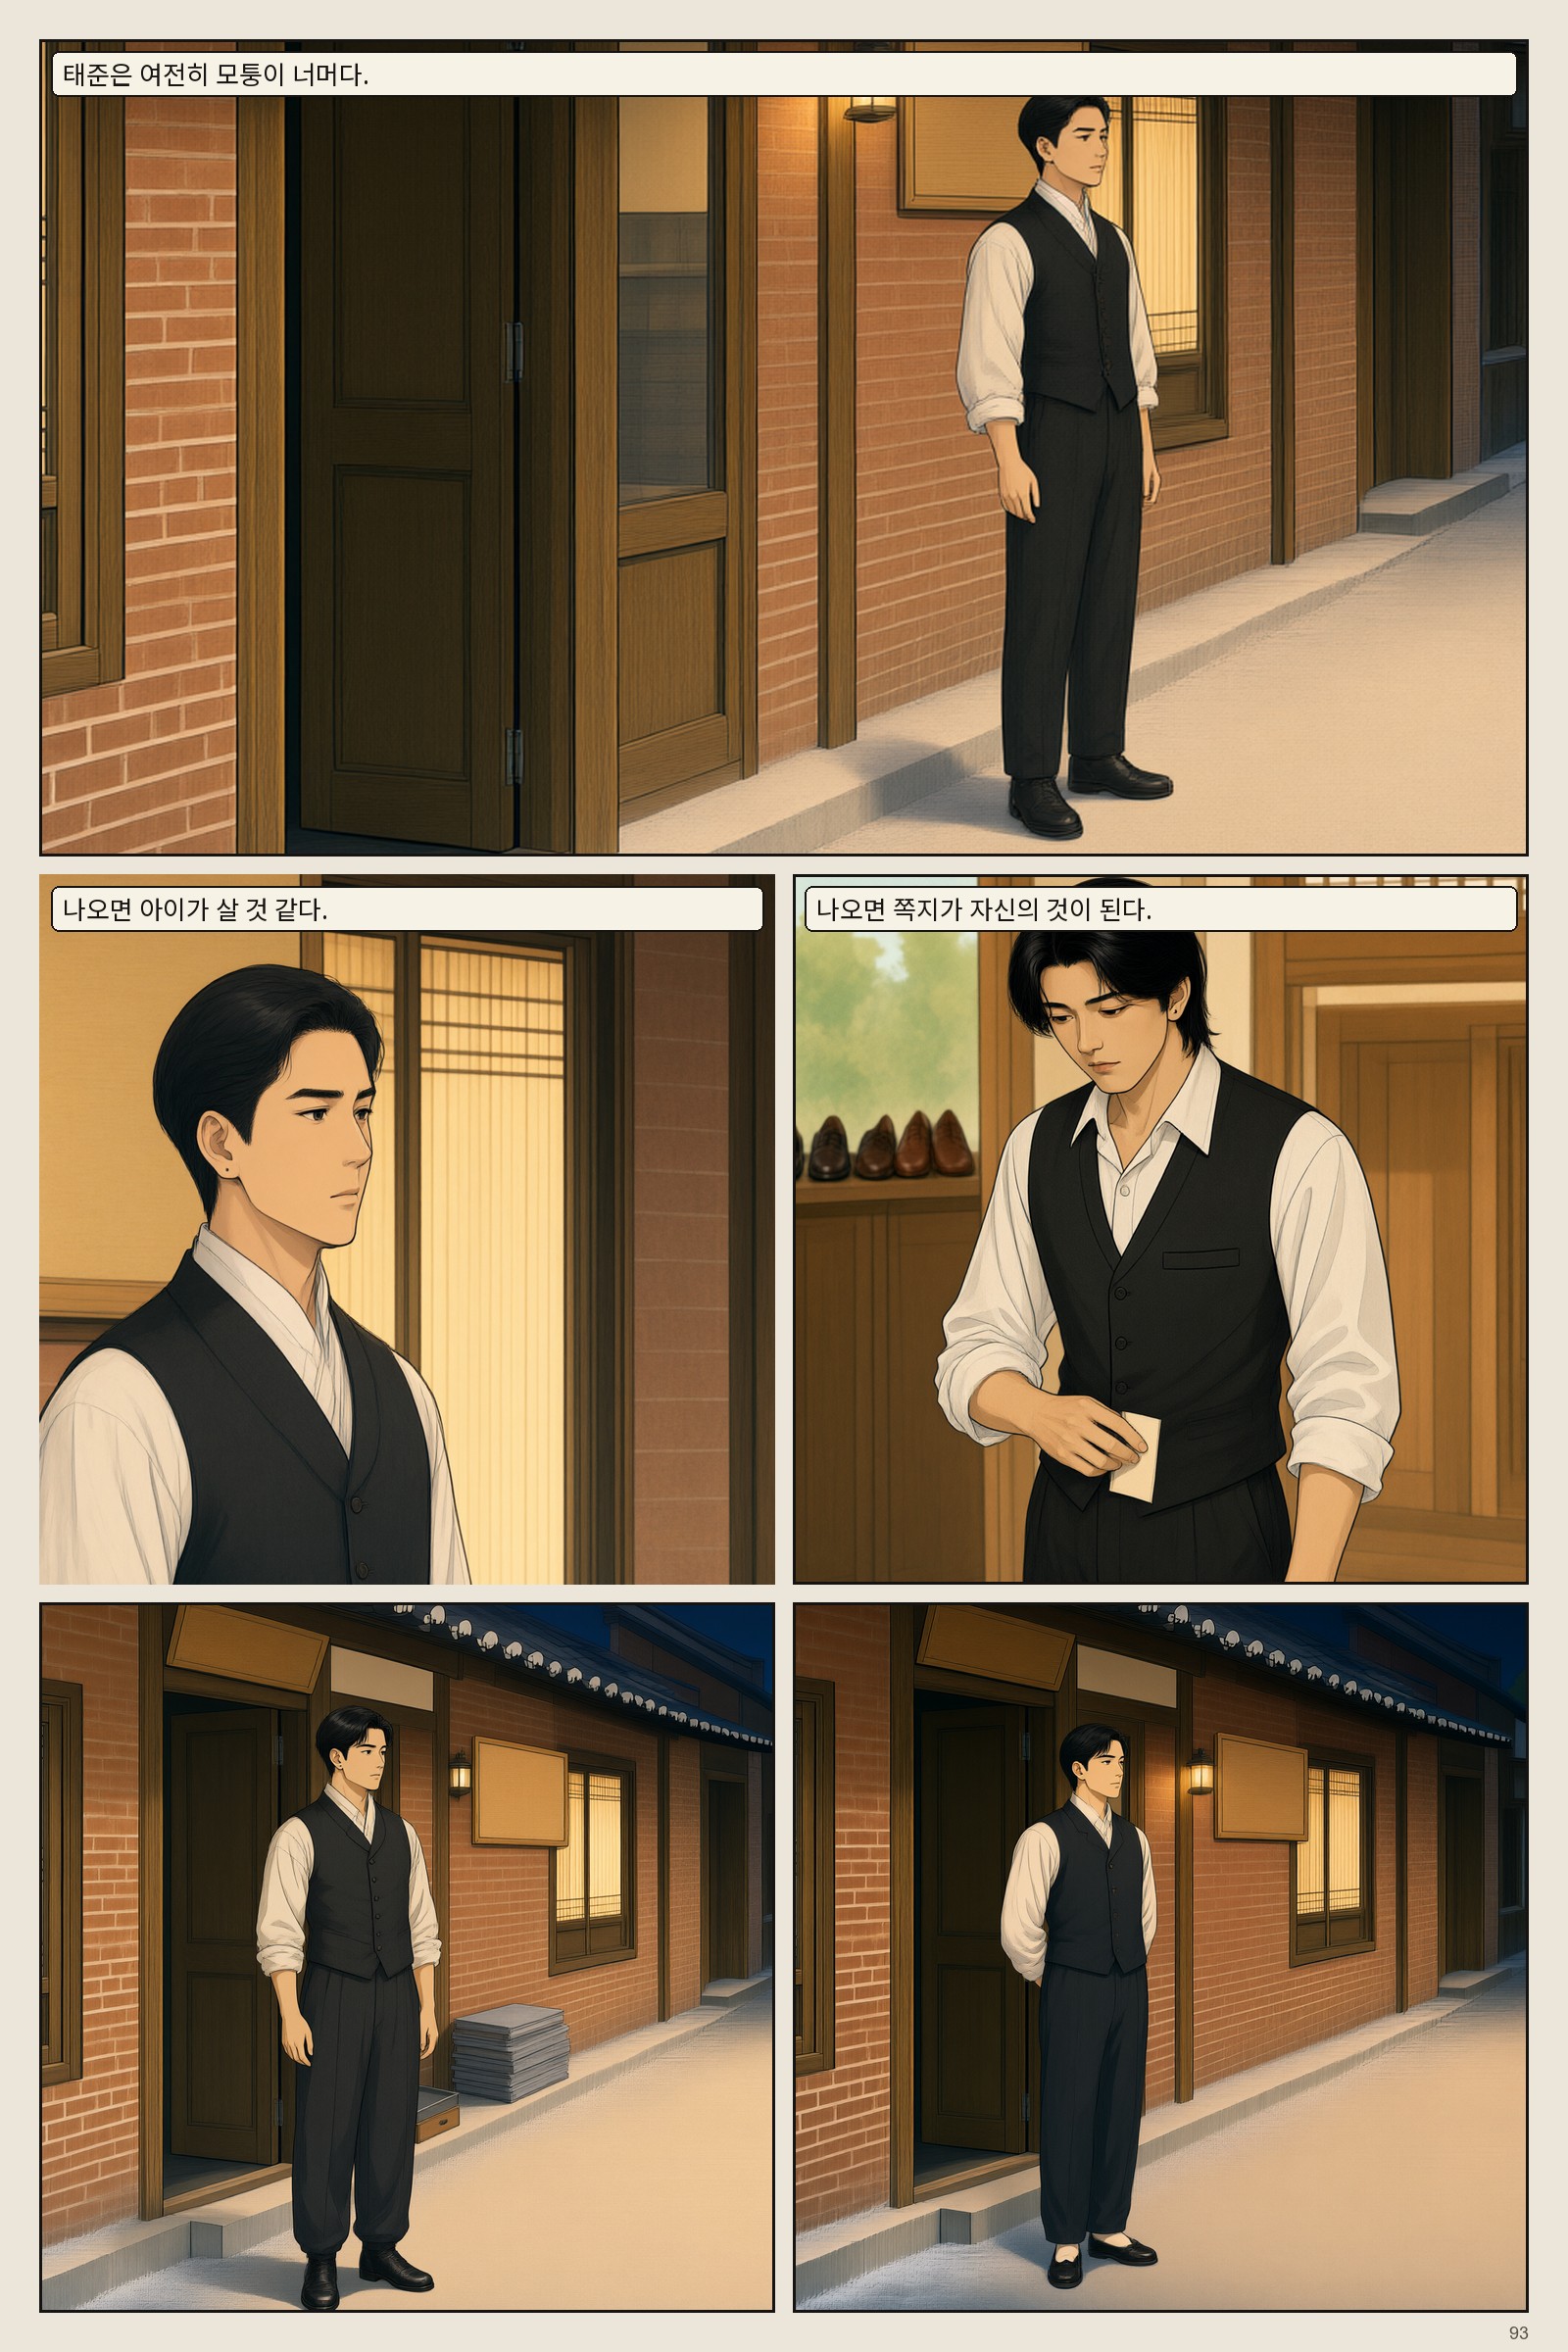 태준은 여전히 모퉁이 너머다.
나오면 아이가 살 것 같다.
나오면 쪽지가 자신의 것이 된다.
93